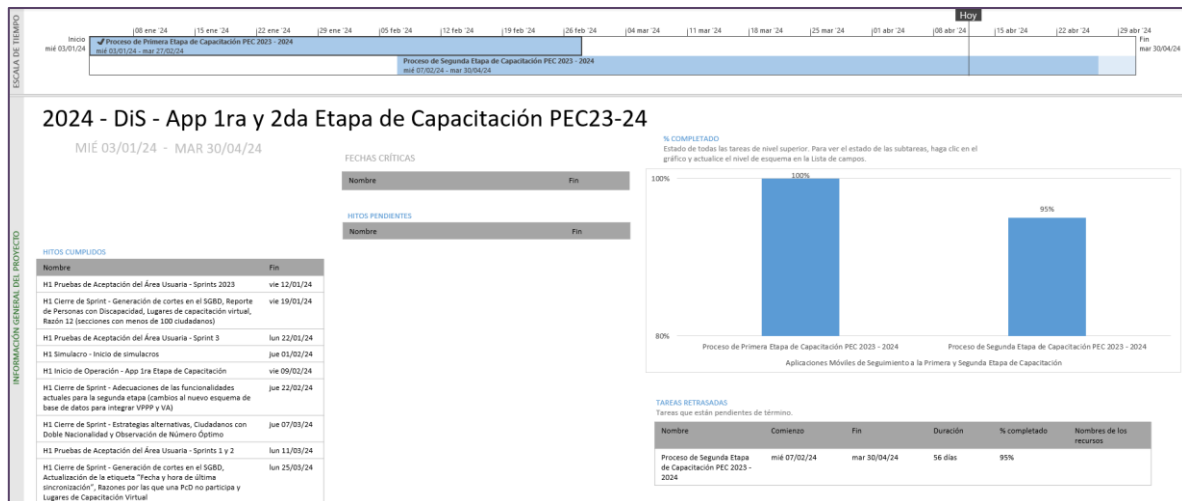 Hoy
ESCALA DE TIEMPO
08 ene '24 15 ene '24 22 ene '24 29 ene '24 05 feb '24 12 feb '24 19 feb '24 26 feb '24 04 mar '24 11 mar '24 18 mar '24 25 mar '24 01 abr '24 08 abr '24 15 abr '24 22 abr '24 29 abr '24
Inicio
mié 03/01/24
Proceso de Primera Etapa de Capacitación PEC 2023 - 2024
mié 03/01/24 - mar 27/02/24
Fin
mar 30/04/24
Proceso de Segunda Etapa de Capacitación PEC 2023 - 2024
mié 07/02/24 - mar 30/04/24
INFORMACIÓN GENERAL DEL PROYECTO
2024 - DiS - App 1ra y 2da Etapa de Capacitación PEC23-24
MIÉ 03/01/24 - MAR 30/04/24
FECHAS CRÍTICAS
Nombre Fin
HITOS PENDIENTES
Nombre Fin
HITOS CUMPLIDOS
Nombre Fin
H1 Pruebas de Aceptación del Área Usuaria - Sprints 2023 vie 12/01/24
H1 Cierre de Sprint - Generación de cortes en el SGBD, Reporte vie 19/01/24
de Personas con Discapacidad, Lugares de capacitación virtual,
Razón 12 (secciones con menos de 100 ciudadanos)
H1 Pruebas de Aceptación del Área Usuaria - Sprint 3 lun 22/01/24
H1 Simulacro - Inicio de simulacros jue 01/02/24
H1 Inicio de Operación - App 1ra Etapa de Capacitación vie 09/02/24
H1 Cierre de Sprint - Adecuaciones de las funcionalidades jue 22/02/24
actuales para la segunda etapa (cambios al nuevo esquema de
base de datos para integrar VPPP y VA)
H1 Cierre de Sprint - Estrategias alternativas, Ciudadanos con jue 07/03/24
Doble Nacionalidad y Observación de Número Óptimo
H1 Pruebas de Aceptación del Área Usuaria - Sprints 1 y 2 lun 11/03/24
H1 Cierre de Sprint - Generación de cortes en el SGBD, lun 25/03/24
Actualización de la etiqueta "Fecha y hora de última
sincronización", Razones por las que una PcD no participa y
Lugares de Capacitación Virtual
% COMPLETADO
Estado de todas las tareas de nivel superior. Para ver el estado de las subtareas, haga clic en el
gráfico y actualice el nivel de esquema en la Lista de campos.
100%
100%
95%
80%
Proceso de Primera Etapa de Capacitación PEC 2023 - 2024 Proceso de Segunda Etapa de Capacitación PEC 2023 - 2024
Aplicaciones Móviles de Seguimiento a la Primera y Segunda Etapa de Capacitación
TAREAS RETRASADAS
Tareas que están pendientes de término.
Nombre Comienzo Fin Duración % completado Nombres de los
recursos
Proceso de Segunda Etapa mié 07/02/24 mar 30/04/24 56 días 95%
de Capacitación PEC 2023 -
2024